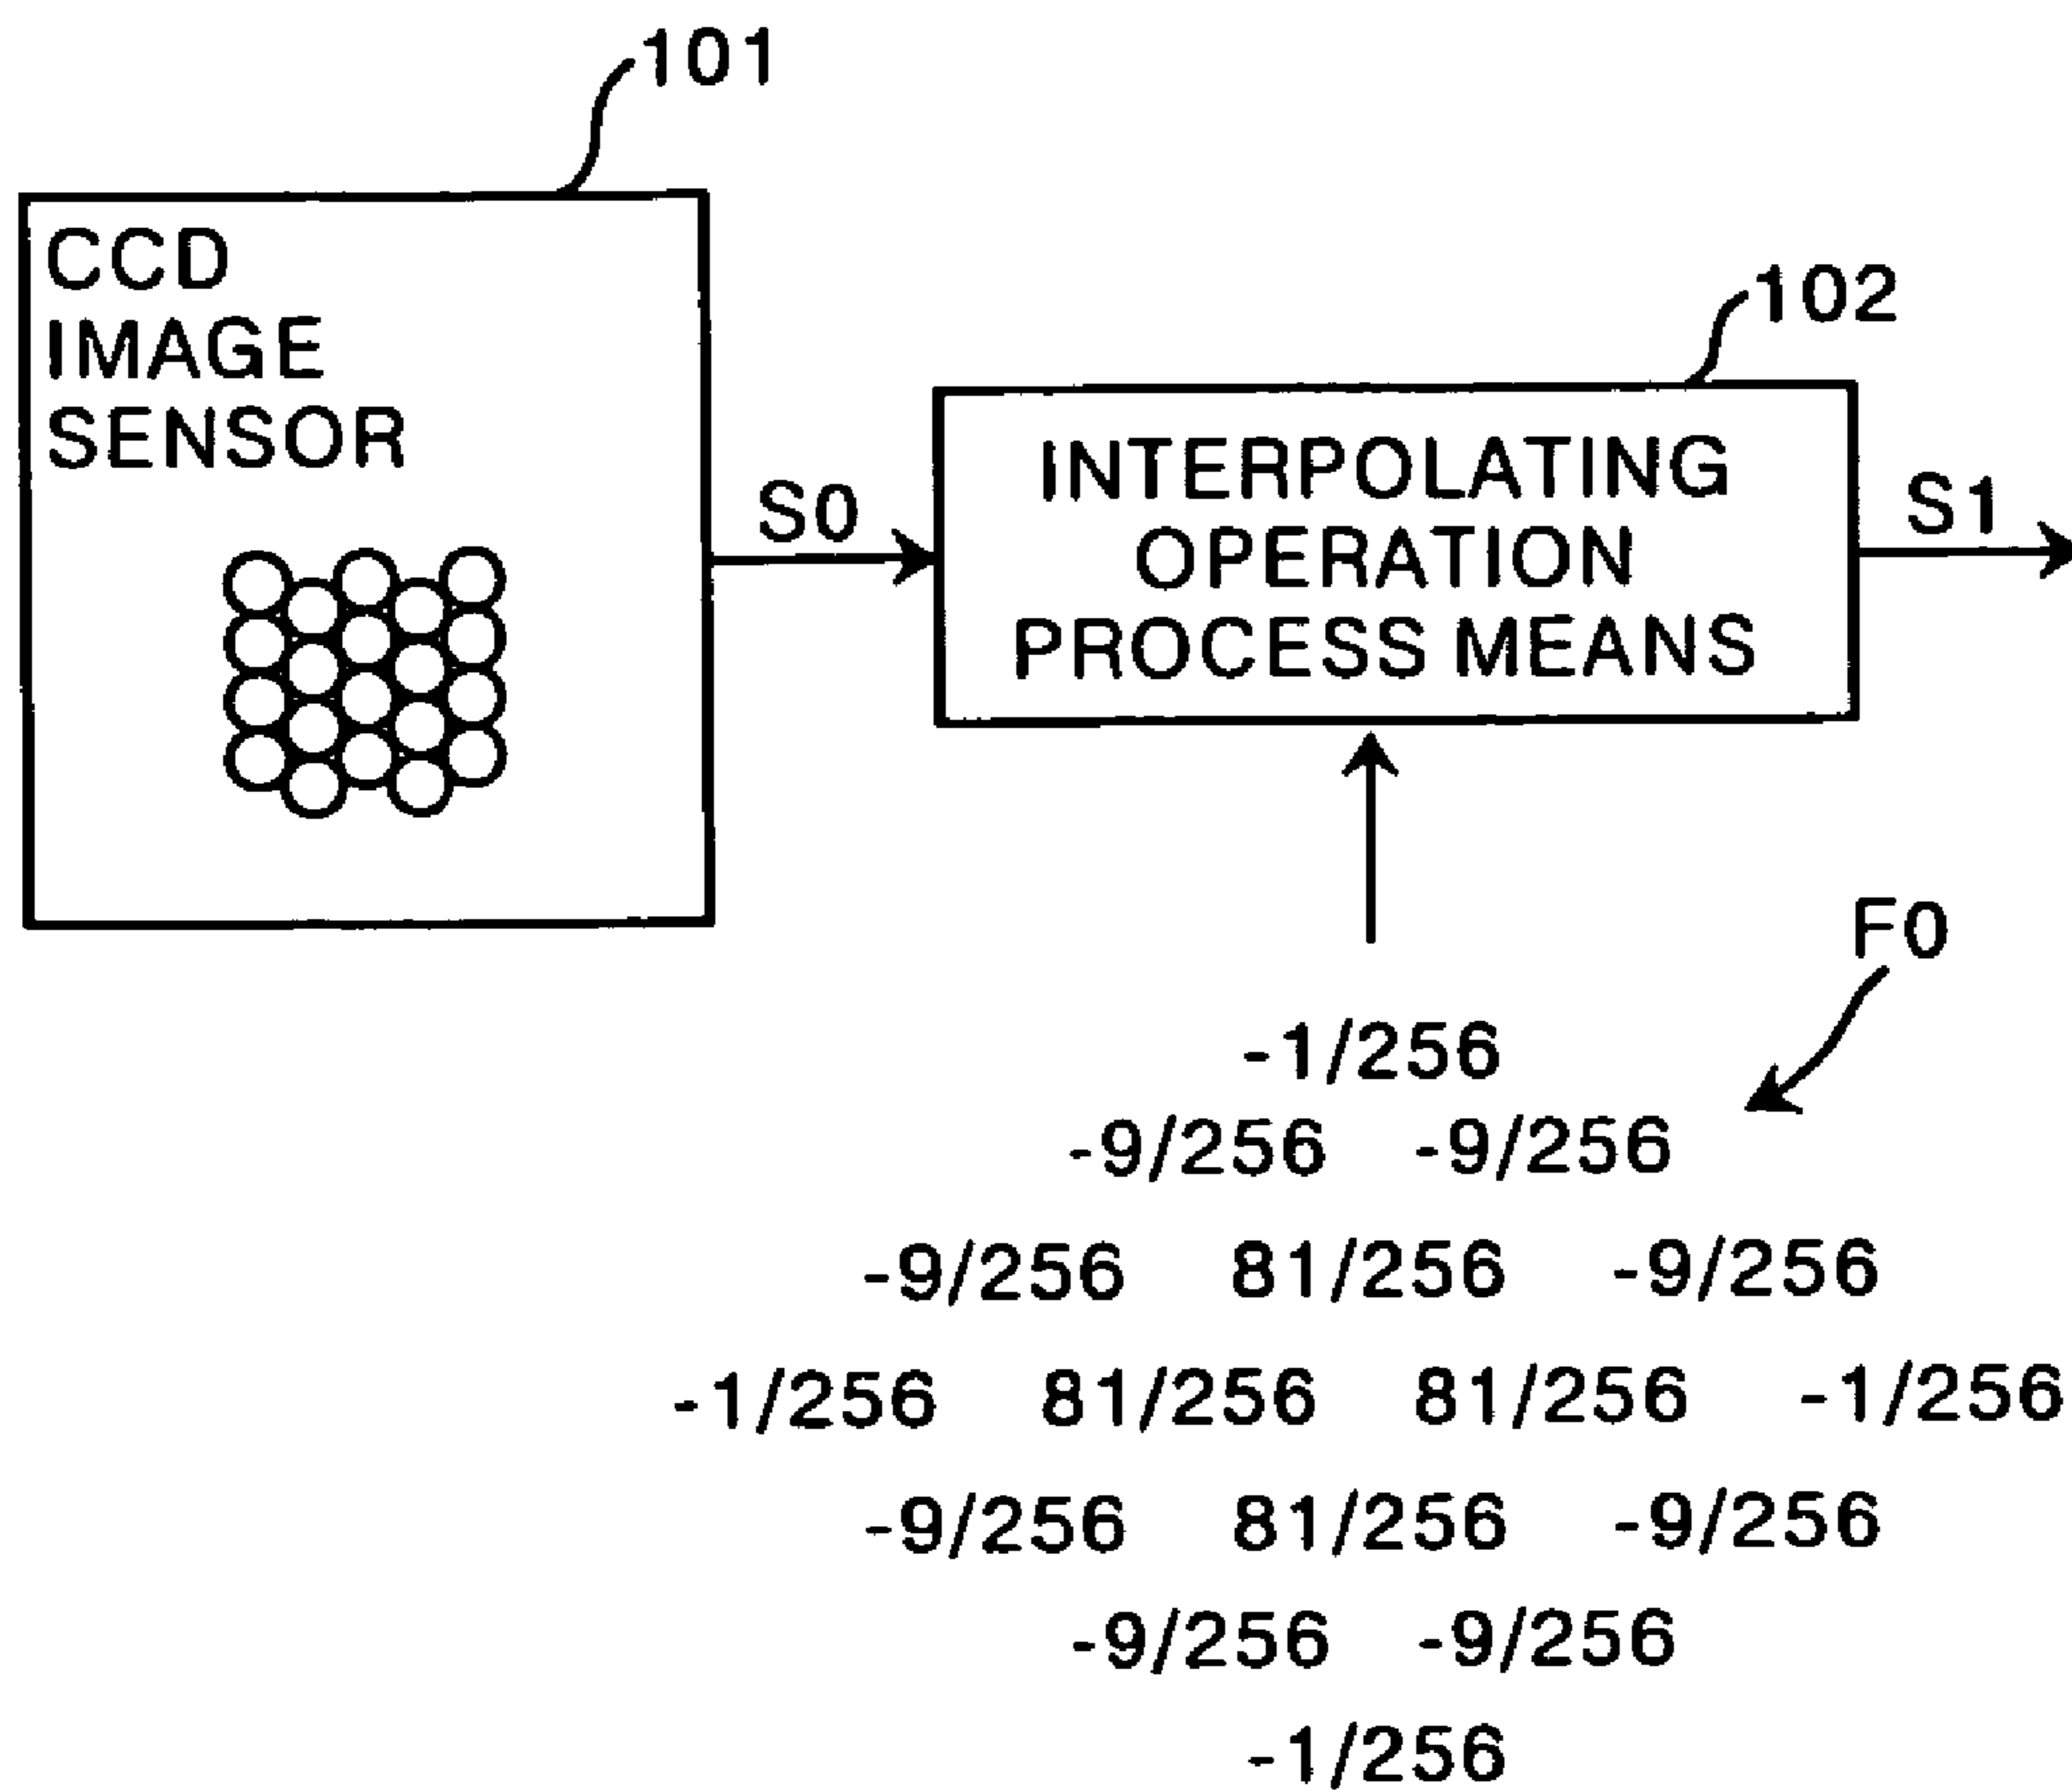 101
CCD
IMAGE
SENSOR
S0
102
INTERPOLATING
OPERATION
PROCESS MEANS
S1
F0
-1/256
-9/256 -9/256
-9/256 81/256 -9/256
-1/256 81/256 81/256 -1/256
-9/256 81/256 -9/256
-9/256 -9/256
-1/256